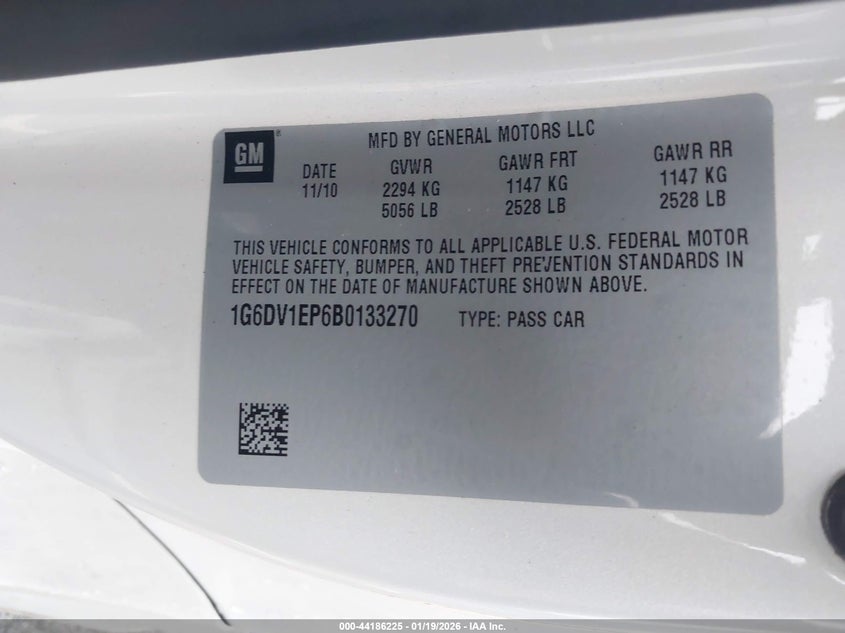 GM®
MFD BY GENERAL MOTORS LLC
DATE GVWR GAWR FRT GAWR RR
11/10 2294 KG 1147 KG 1147 KG
5056 LB 2528 LB 2528 LB
THIS VEHICLE CONFORMS TO ALL APPLICABLE U.S. FEDERAL MOTOR
VEHICLE SAFETY, BUMPER, AND THEFT PREVENTION STANDARDS IN
EFFECT ON THE DATE OF MANUFACTURE SHOWN ABOVE.
1G6DV1EP6B0133270 TYPE: PASS CAR
000-44186225 - 01/19/2026 - IAA Inc.